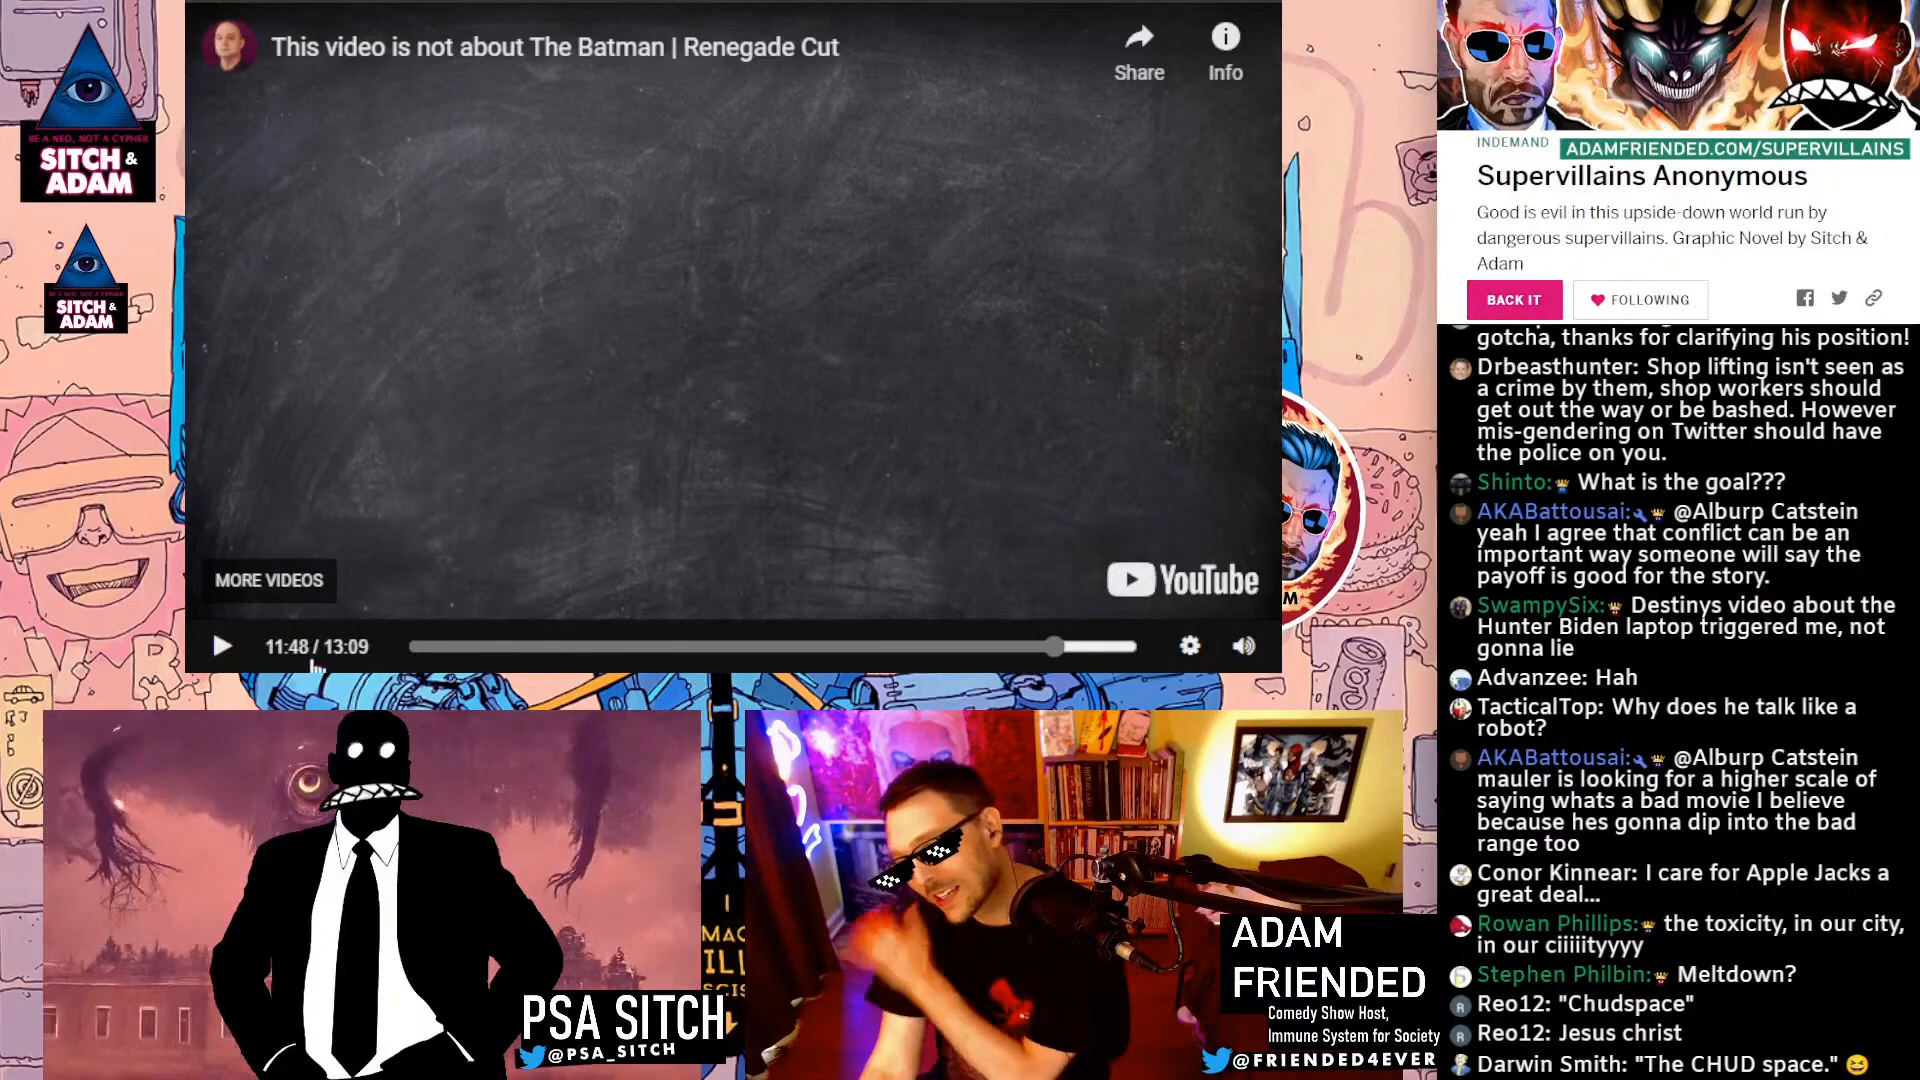 This video is not about The Batman | Renegade Cut
Share
Info
BE A NEO, NOT A CYPHER
SITCH &
ADAM
SITCH &
ADAM
MORE VIDEOS
YouTube
11:48 / 13:09
INDEMAND
ADAMFRIENDED.COM/SUPERVILLAINS
Supervillains Anonymous
Good is evil in this upside-down world run by
dangerous supervillains. Graphic Novel by Sitch &
Adam
BACK IT
FOLLOWING
gotcha, thanks for clarifying his position!
Drbeasthunter: Shop lifting isn't seen as
a crime by them, shop workers should
get out the way or be bashed. However
mis-gendering on Twitter should have
the police on you.
Shinto: What is the goal???
AKABattousai: @Alburp Catstein
yeah I agree that conflict can be an
important way someone will say the
payoff is good for the story.
SwampySix: Destinys video about the
Hunter Biden laptop triggered me, not
gonna lie
Advanzee: Hah
TacticalTop: Why does he talk like a
robot?
AKABattousai: @Alburp Catstein
mauler is looking for a higher scale of
saying whats a bad movie I believe
because hes gonna dip into the bad
range too
Conor Kinnear: I care for Apple Jacks a
great deal...
Rowan Phillips: the toxicity, in our city,
in our ciiiiityyyy
Stephen Philbin: Meltdown?
R Reo12: "Chudspace"
R Reo12: Jesus christ
Darwin Smith: "The CHUD space." 😆
PSA SITCH
@PSA_SITCH
ADAM
FRIENDED
Comedy Show Host,
Immune System for Society
@FRIENDED4EVER